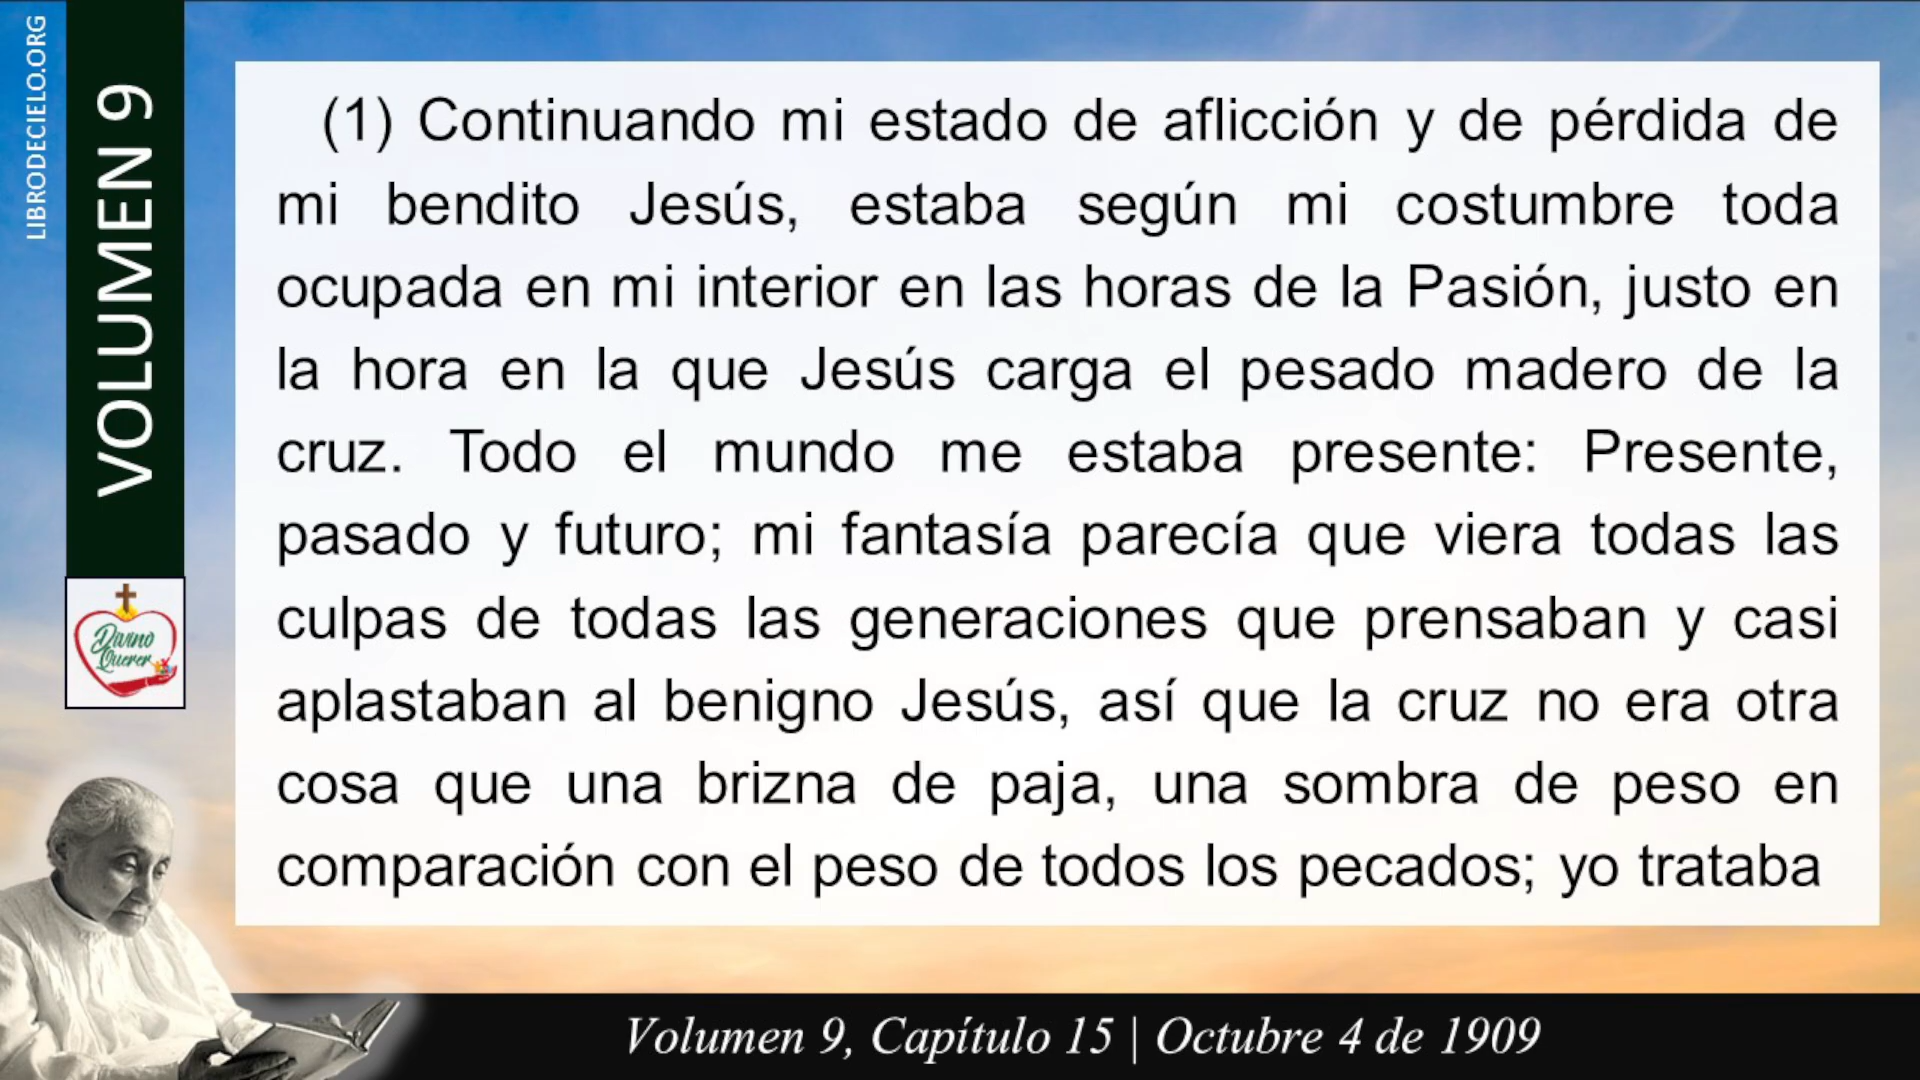 LIBRODECIELO.ORG
VOLUMEN 9
(1) Continuando mi estado de aflicción y de pérdida de
mi bendito Jesús, estaba según mi costumbre toda
ocupada en mi interior en las horas de la Pasión, justo en
la hora en la que Jesús carga el pesado madero de la
cruz. Todo el mundo me estaba presente: Presente,
pasado y futuro; mi fantasía parecía que viera todas las
culpas de todas las generaciones que prensaban y casi
aplastaban al benigno Jesús, así que la cruz no era otra
cosa que una brizna de paja, una sombra de peso en
comparación con el peso de todos los pecados; yo trataba
Divino
Querer
Volumen 9, Capítulo 15 | Octubre 4 de 1909